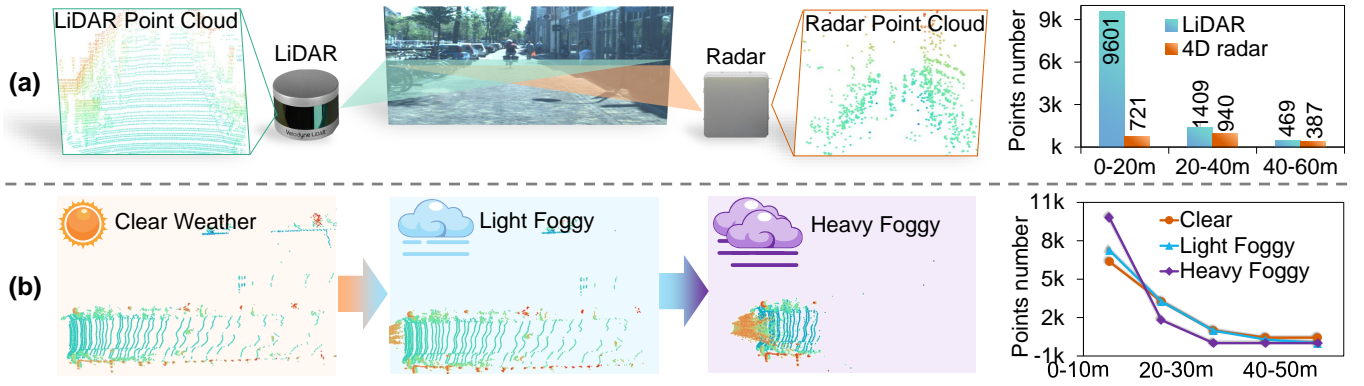 (a)
LiDAR Point Cloud
LiDAR
Velodyne LiDAR
Radar
Radar Point Cloud
Points number
9k
6k
3k
k
LiDAR
4D radar
9601
721
1409
940
469
387
0-20m
20-40m
40-60m
(b)
Clear Weather
Light Foggy
Heavy Foggy
Points number
11k
8k
5k
2k
-1k
Clear
Light Foggy
Heavy Foggy
0-10m
20-30m
40-50m